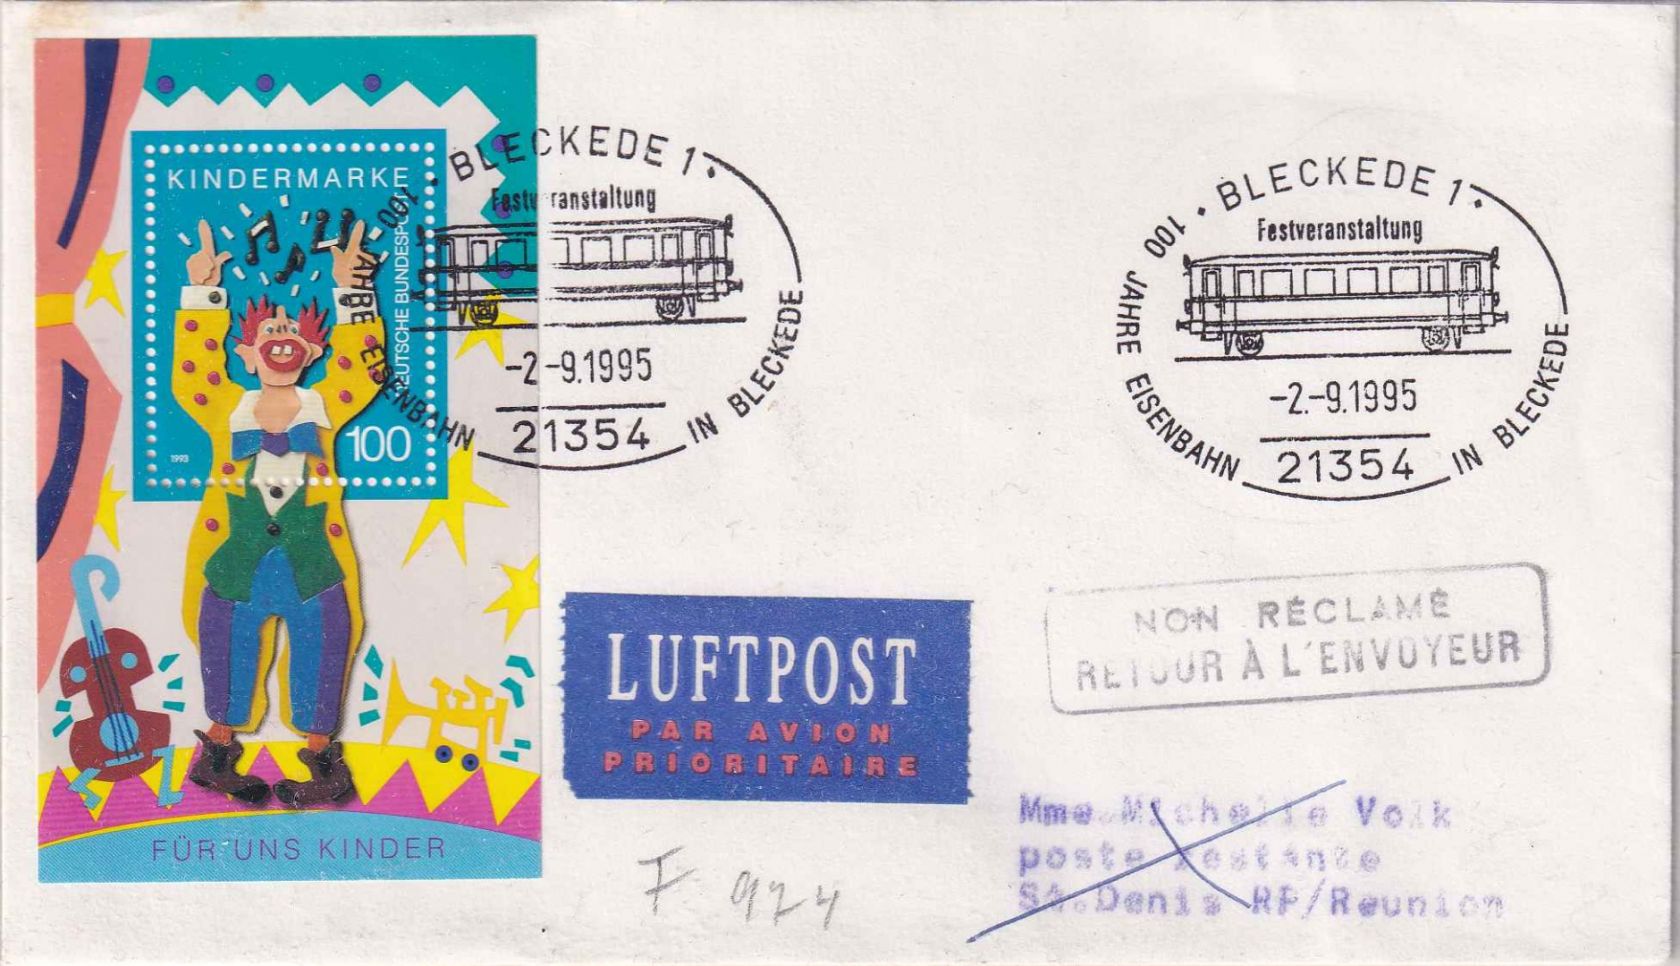 KINDERMARKE
DEUTSCHE BUNDESPOST
1993
100
FÜR UNS KINDER
BLECKEDE 1
Festveranstaltung
-2.-9.1995
21354
100 JAHRE EISENBAHN IN BLECKEDE
BLECKEDE 1
Festveranstaltung
-2.-9.1995
21354
100 JAHRE EISENBAHN IN BLECKEDE
NON RÉCLAMÉ
RETOUR À L'ENVOYEUR
LUFTPOST
PAR AVION
PRIORITAIRE
Mme Michelle Volk
poste restante
St.Denis RP/Reunion
F 924